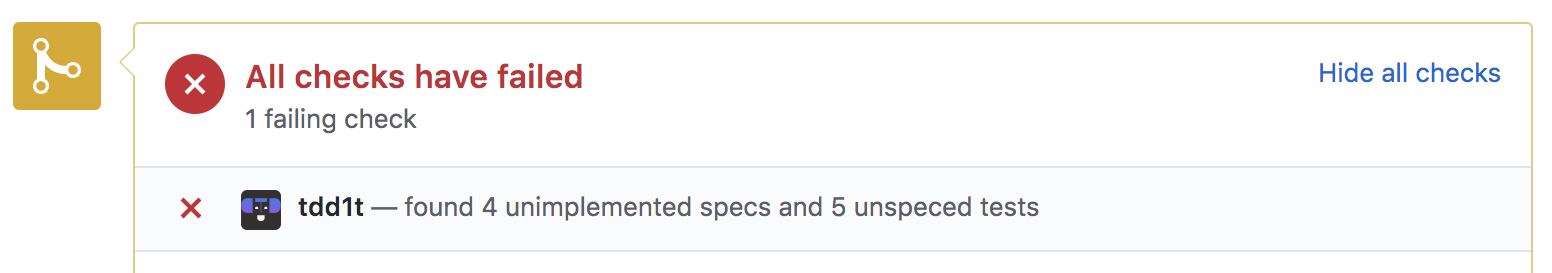 All checks have failed
Hide all checks
1 failing check
tdd1t — found 4 unimplemented specs and 5 unspeced tests